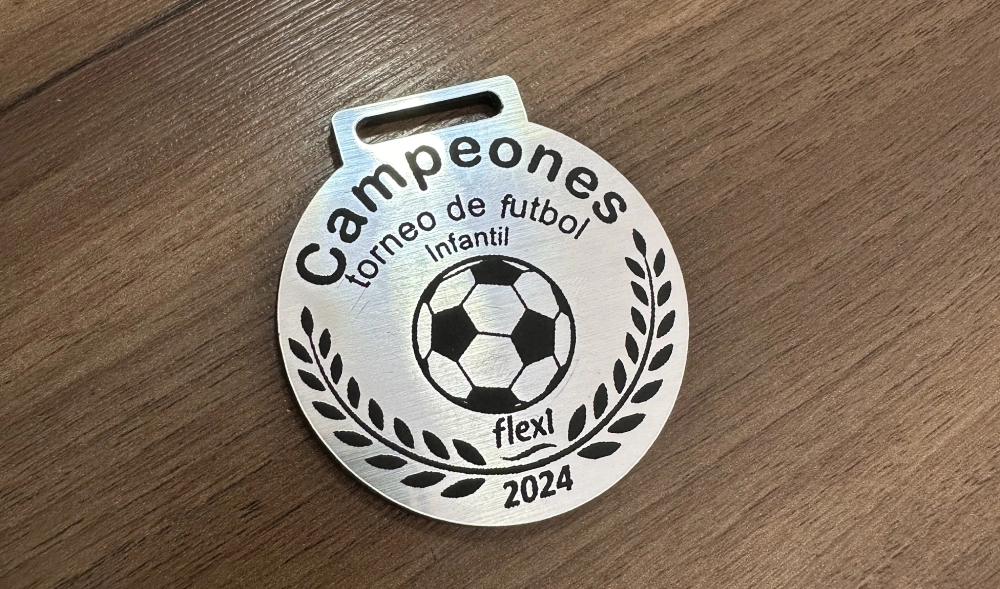 Campeones
torneo de futbol
Infantil
flexi
2024